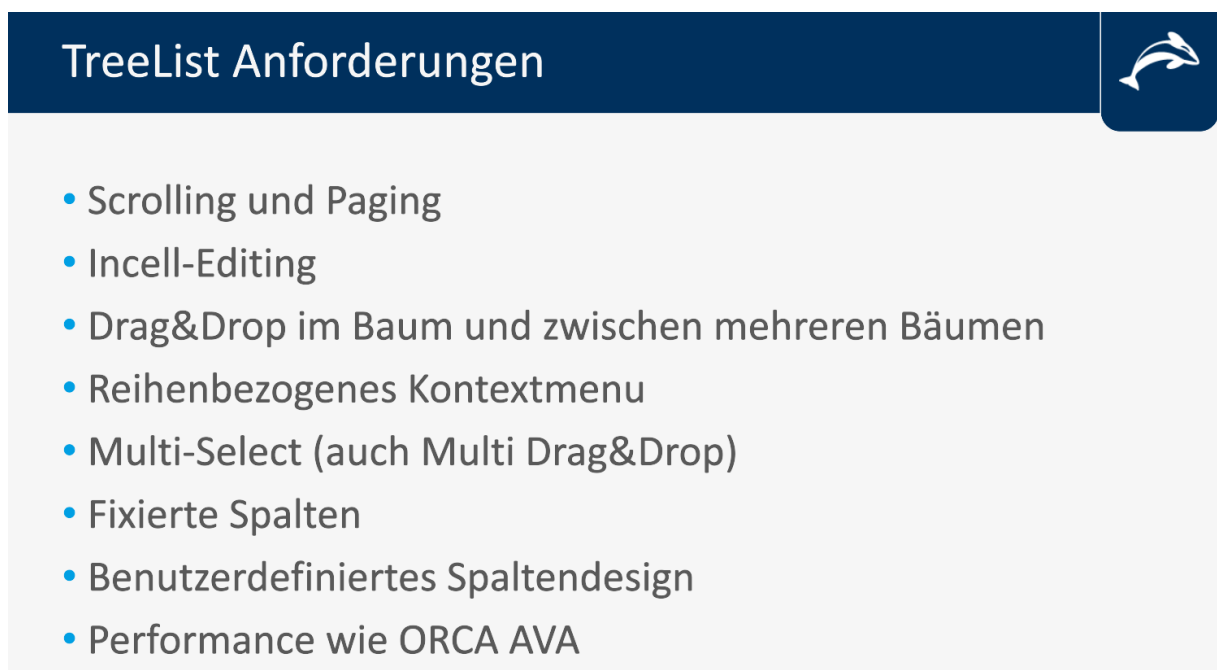 TreeList Anforderungen
• Scrolling und Paging
• Incell-Editing
• Drag&Drop im Baum und zwischen mehreren Bäumen
• Reihenbezogenes Kontextmenu
• Multi-Select (auch Multi Drag&Drop)
• Fixierte Spalten
• Benutzerdefiniertes Spaltendesign
• Performance wie ORCA AVA